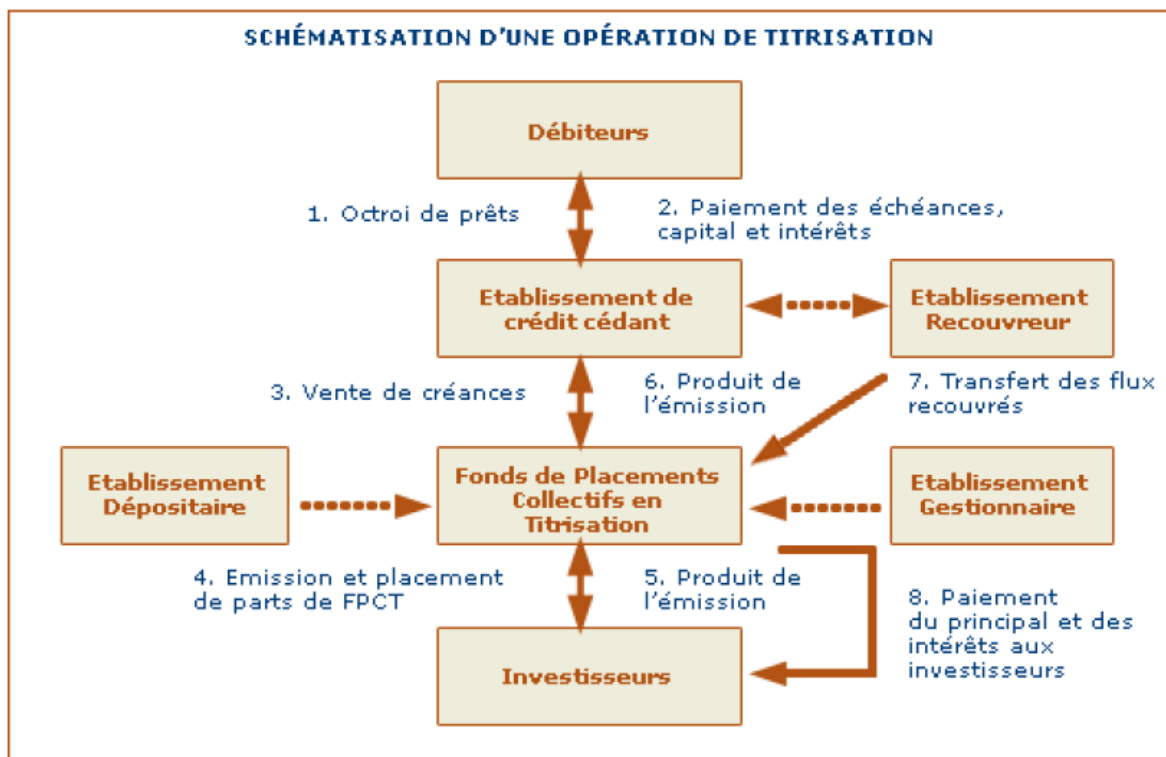 SCHÉMATISATION D'UNE OPÉRATION DE TITRISATION
Débiteurs
1. Octroi de prêts
2. Paiement des échéances,
capital et intérêts
Etablissement de
crédit cédant
Etablissement
Recouvreur
3. Vente de créances
6. Produit de
l'émission
7. Transfert des flux
recouvrés
Etablissement
Dépositaire
Fonds de Placements
Collectifs en
Titrisation
Etablissement
Gestionnaire
4. Emission et placement
de parts de FPCT
5. Produit de
l'émission
8. Paiement
du principal et des
intérêts aux
investisseurs
Investisseurs